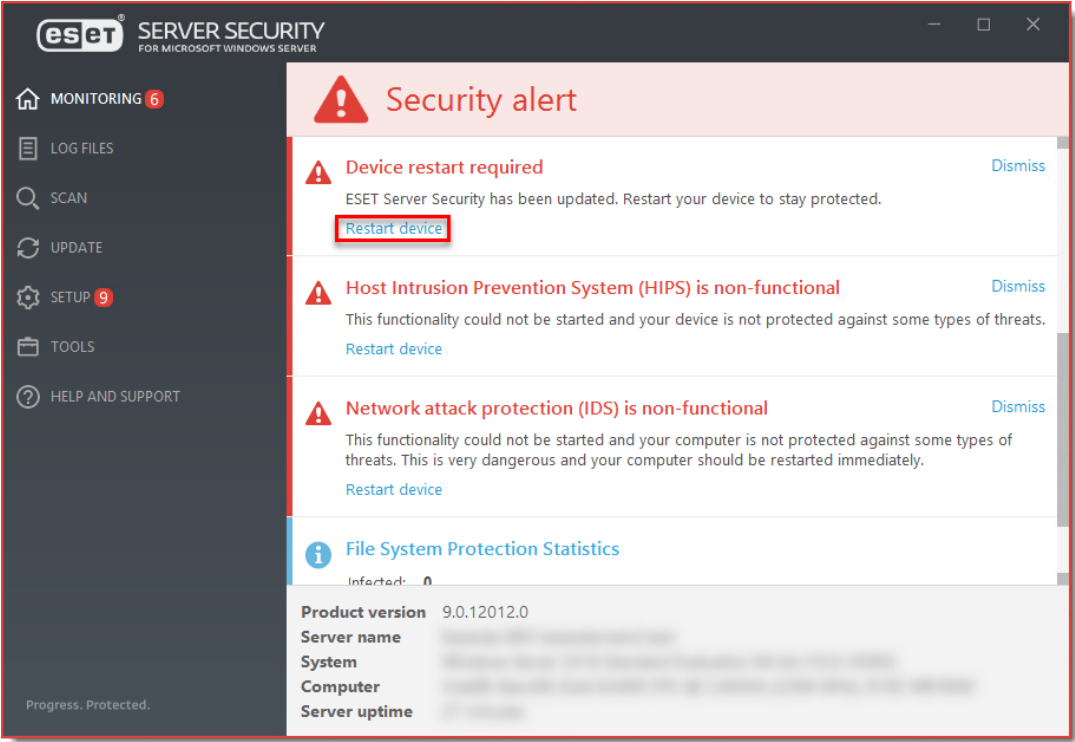 eset® SERVER SECURITY
FOR MICROSOFT WINDOWS SERVER
MONITORING 6
LOG FILES
SCAN
UPDATE
SETUP 9
TOOLS
HELP AND SUPPORT
Progress. Protected.
Security alert
Device restart required
Dismiss
ESET Server Security has been updated. Restart your device to stay protected.
Restart device
Host Intrusion Prevention System (HIPS) is non-functional
Dismiss
This functionality could not be started and your device is not protected against some types of threats.
Restart device
Network attack protection (IDS) is non-functional
Dismiss
This functionality could not be started and your computer is not protected against some types of
threats. This is very dangerous and your computer should be restarted immediately.
Restart device
File System Protection Statistics
Infected: 0
Product version 9.0.12012.0
Server name
System
Computer
Server uptime